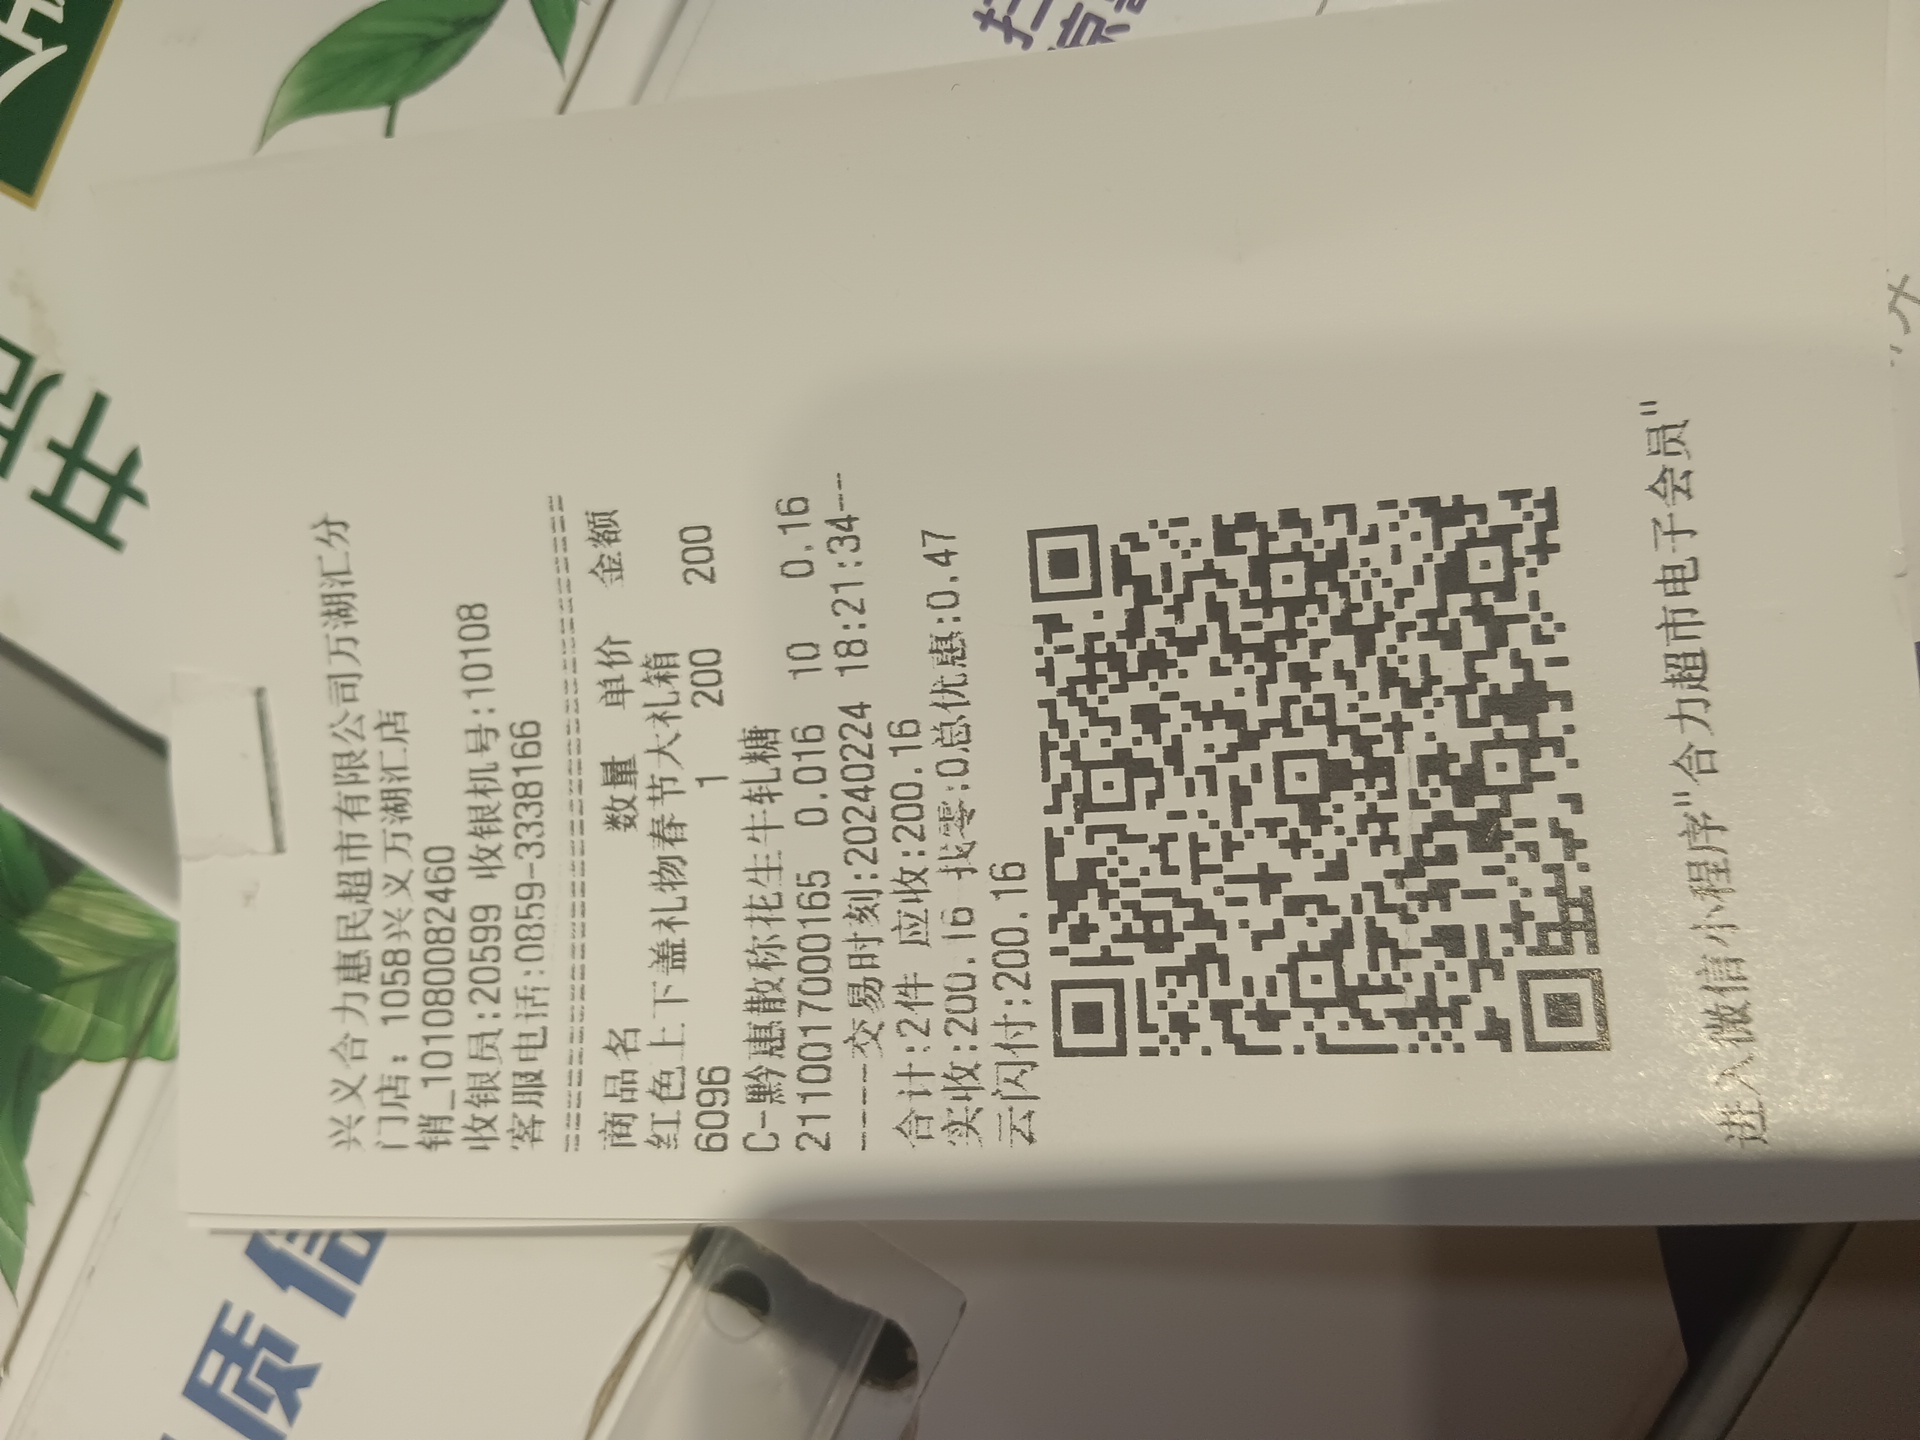 兴义合力惠民超市有限公司万湖汇分
门店：1058兴义万湖汇店
销_1010800082460
收银员:20599 收银机号:10108
客服电话:0859-3338166
================================
商品名 数量 单价 金额
红色上下盖礼物春节大礼箱
6096 1 200 200
C-黔惠散称花生牛轧糖
2110017000165 0.016 10 0.16
----交易时刻:20240224 18:21:34--
合计:2件 应收:200.16
实收:200.16 找零:0总优惠:0.47
云闪付:200.16
进入微信小程序"合力超市电子会员"
质信